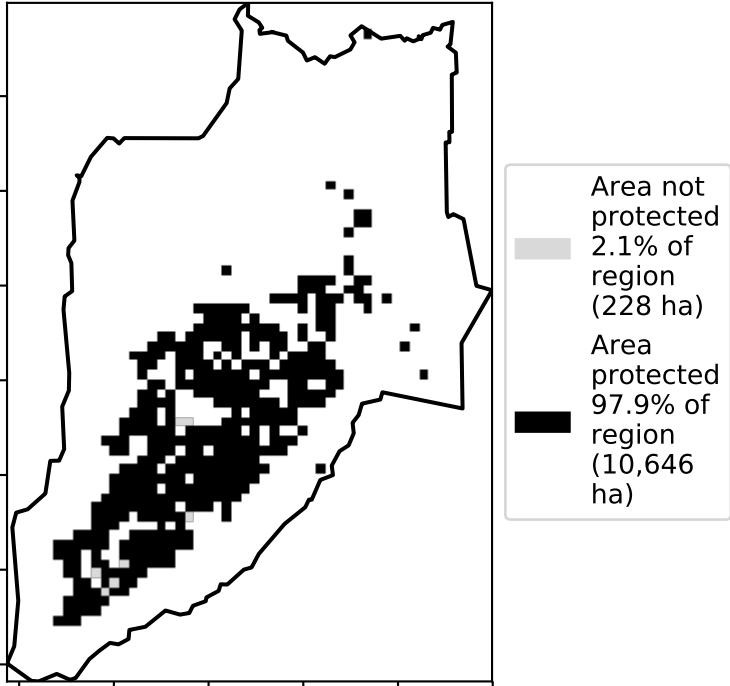 Area not
protected
2.1% of
region
(228 ha)
Area
protected
97.9% of
region
(10,646
ha)